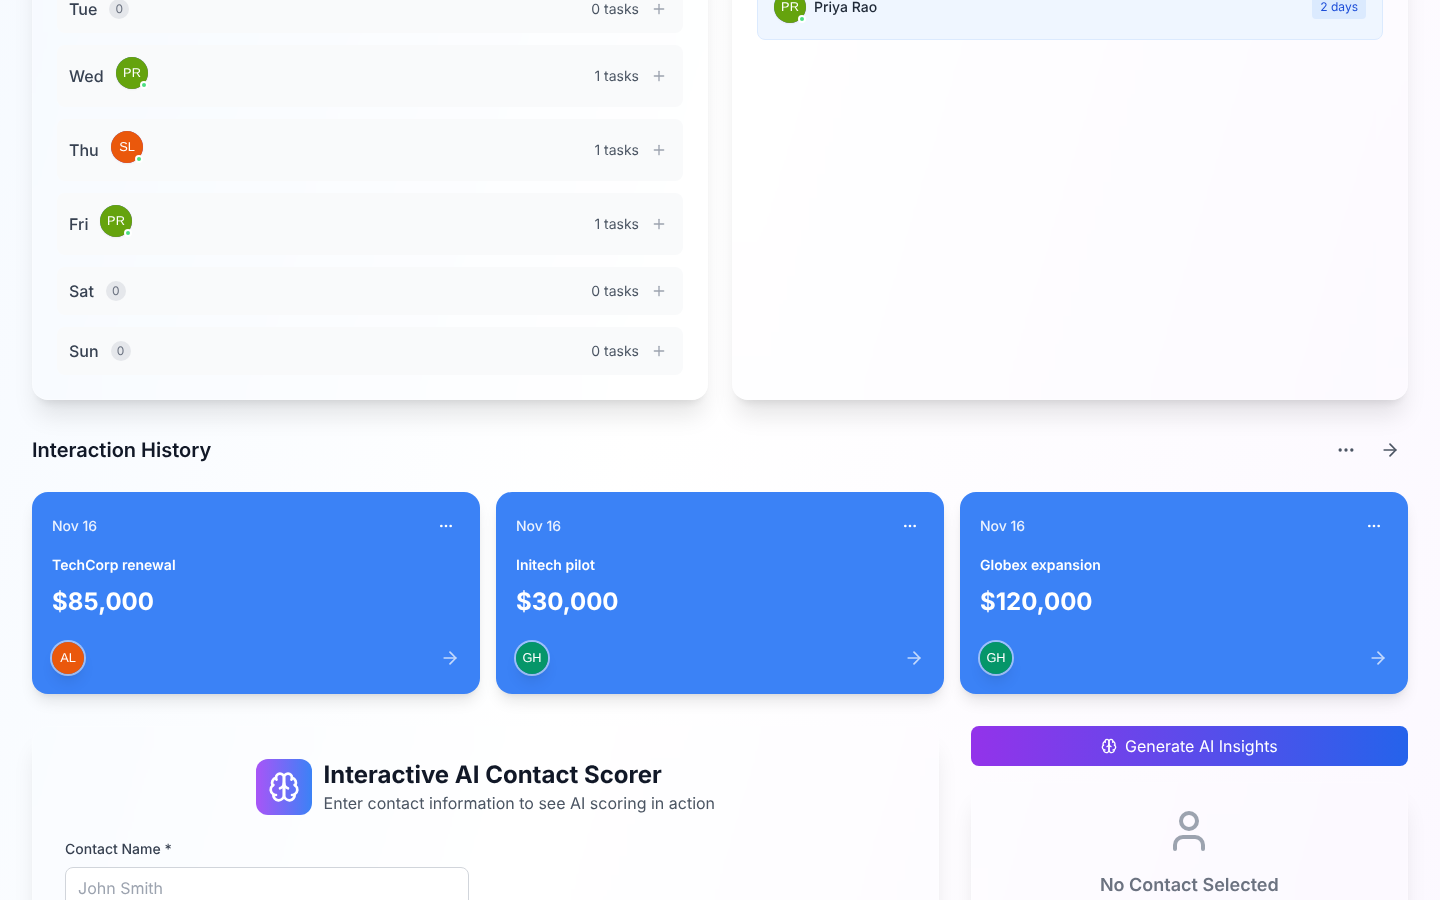 Tue 0 0 tasks
PR Priya Rao 2 days
Wed PR 1 tasks
Thu SL 1 tasks
Fri PR 1 tasks
Sat 0 0 tasks
Sun 0 0 tasks
Interaction History
Nov 16
TechCorp renewal
$85,000
AL
Nov 16
Initech pilot
$30,000
GH
Nov 16
Globex expansion
$120,000
GH
Interactive AI Contact Scorer
Enter contact information to see AI scoring in action
Contact Name *
John Smith
Generate AI Insights
No Contact Selected